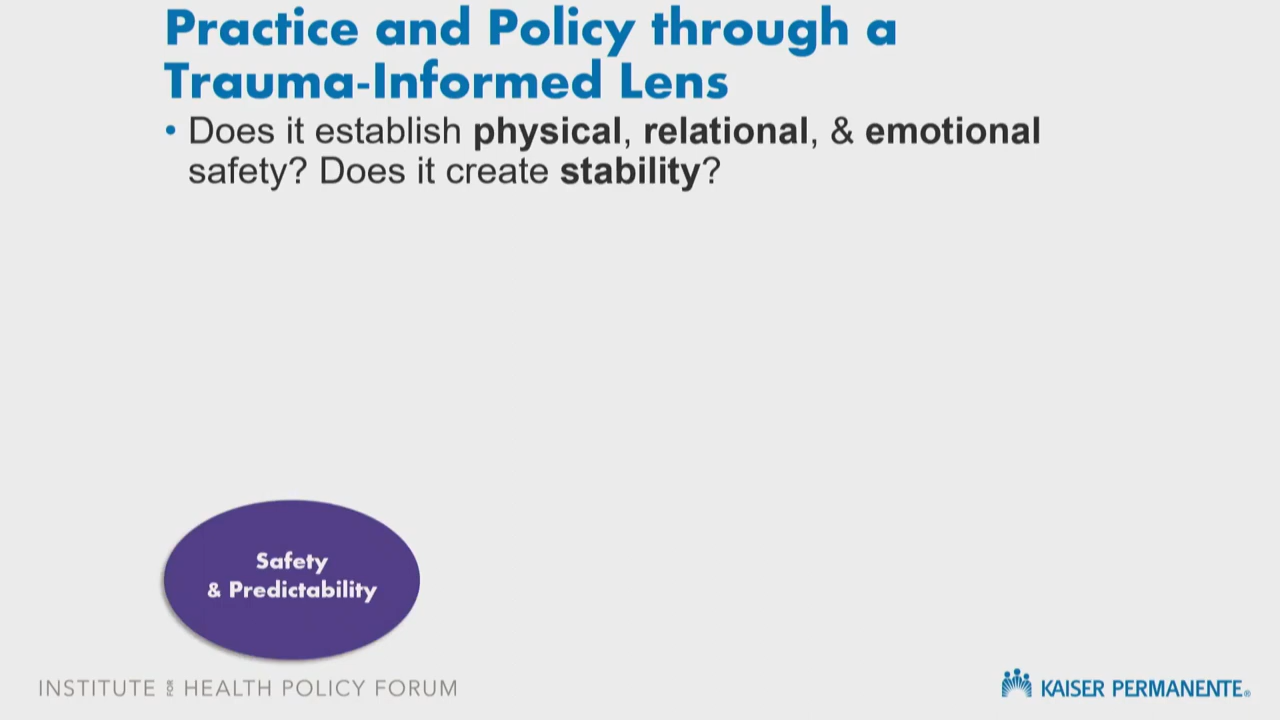 Practice and Policy through a
Trauma-Informed Lens
• Does it establish physical, relational, & emotional
safety? Does it create stability?
Safety
& Predictability
INSTITUTE FOR HEALTH POLICY FORUM
KAISER PERMANENTE®